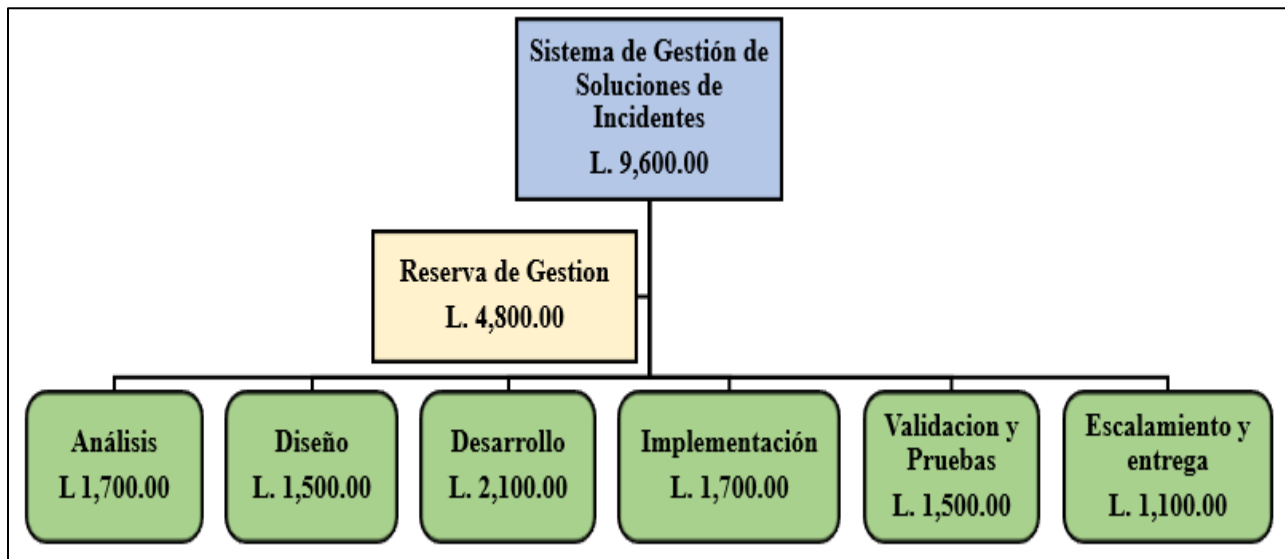 Sistema de Gestión de
Soluciones de
Incidentes
L. 9,600.00
Reserva de Gestion
L. 4,800.00
Análisis
L 1,700.00
Diseño
L. 1,500.00
Desarrollo
L. 2,100.00
Implementación
L. 1,700.00
Validacion y
Pruebas
L. 1,500.00
Escalamiento y
entrega
L. 1,100.00